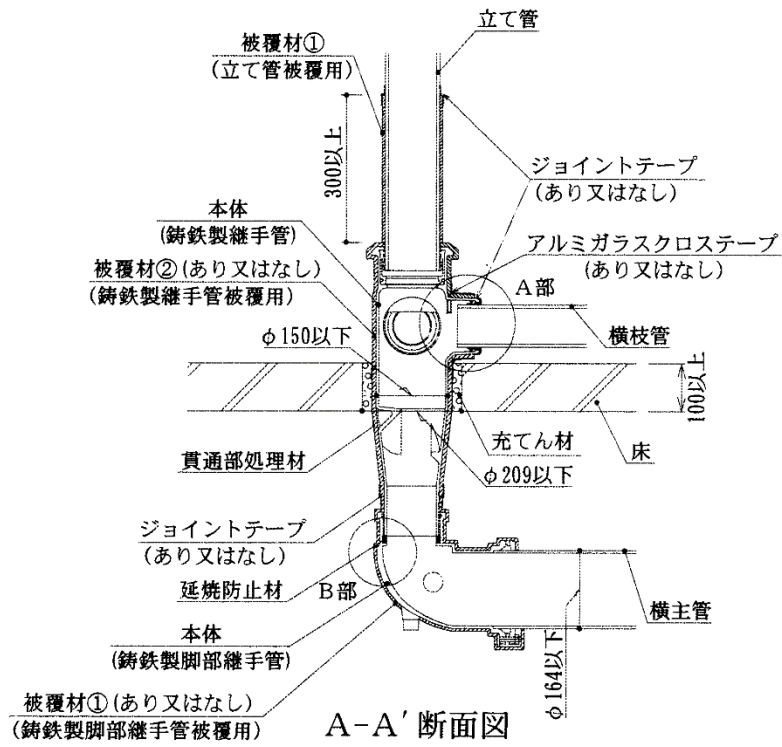 立て管
被覆材①
(立て管被覆用)
300以上
ジョイントテープ
(あり又はなし)
本体
(鋳鉄製継手管)
アルミガラスクロステープ
(あり又はなし)
被覆材②(あり又はなし)
(鋳鉄製継手管被覆用)
A部
φ150以下
横枝管
100以上
充てん材
床
貫通部処理材
φ209以下
ジョイントテープ
(あり又はなし)
延焼防止材
B部
横主管
本体
(鋳鉄製脚部継手管)
φ164以下
被覆材①(あり又はなし)
(鋳鉄製脚部継手管被覆用)
A-A′断面図